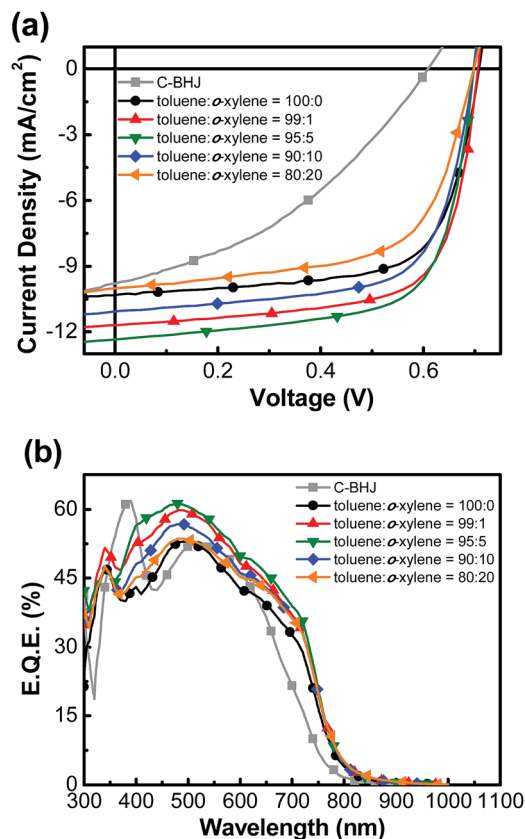 (a)
Current Density (mA/cm²)
0
-3
-6
-9
-12
C-BHJ
toluene:o-xylene = 100:0
toluene:o-xylene = 99:1
toluene:o-xylene = 95:5
toluene:o-xylene = 90:10
toluene:o-xylene = 80:20
0.0 0.2 0.4 0.6
Voltage (V)
(b)
E.Q.E. (%)
60
45
30
15
0
C-BHJ
toluene:o-xylene = 100:0
toluene:o-xylene = 99:1
toluene:o-xylene = 95:5
toluene:o-xylene = 90:10
toluene:o-xylene = 80:20
300 400 500 600 700 800 900 1000 1100
Wavelength (nm)